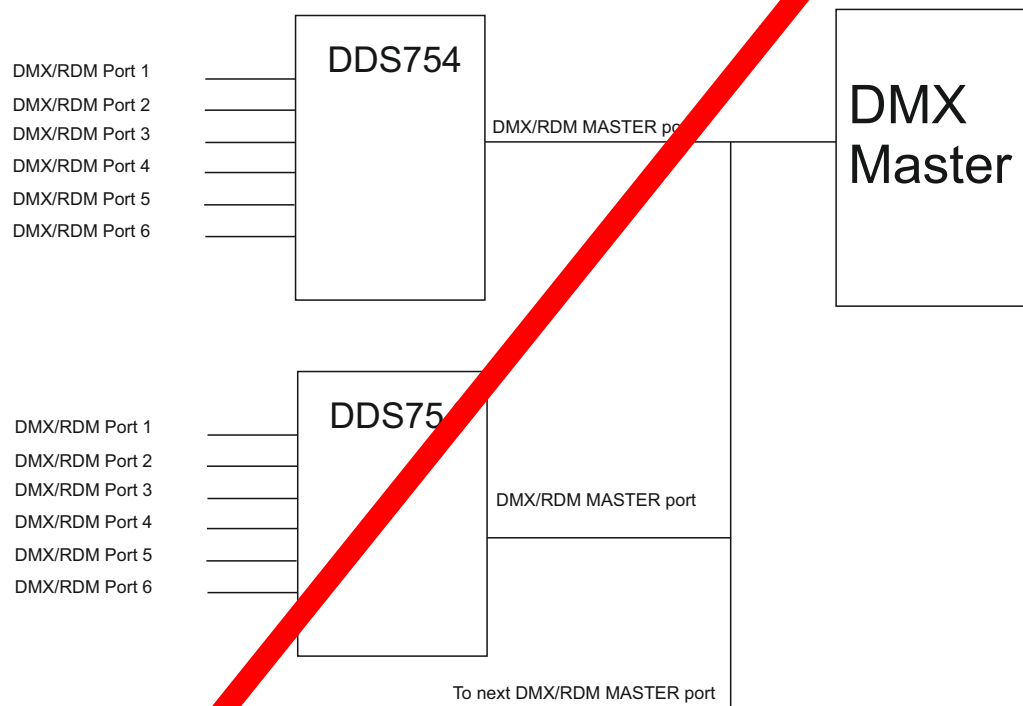 DDS754
DMX/RDM Port 1
DMX/RDM Port 2
DMX/RDM Port 3
DMX/RDM Port 4
DMX/RDM Port 5
DMX/RDM Port 6
DMX/RDM MASTER
DMX
Master
DDS75
DMX/RDM Port 1
DMX/RDM Port 2
DMX/RDM Port 3
DMX/RDM Port 4
DMX/RDM Port 5
DMX/RDM Port 6
DMX/RDM MASTER port
To next DMX/RDM MASTER port